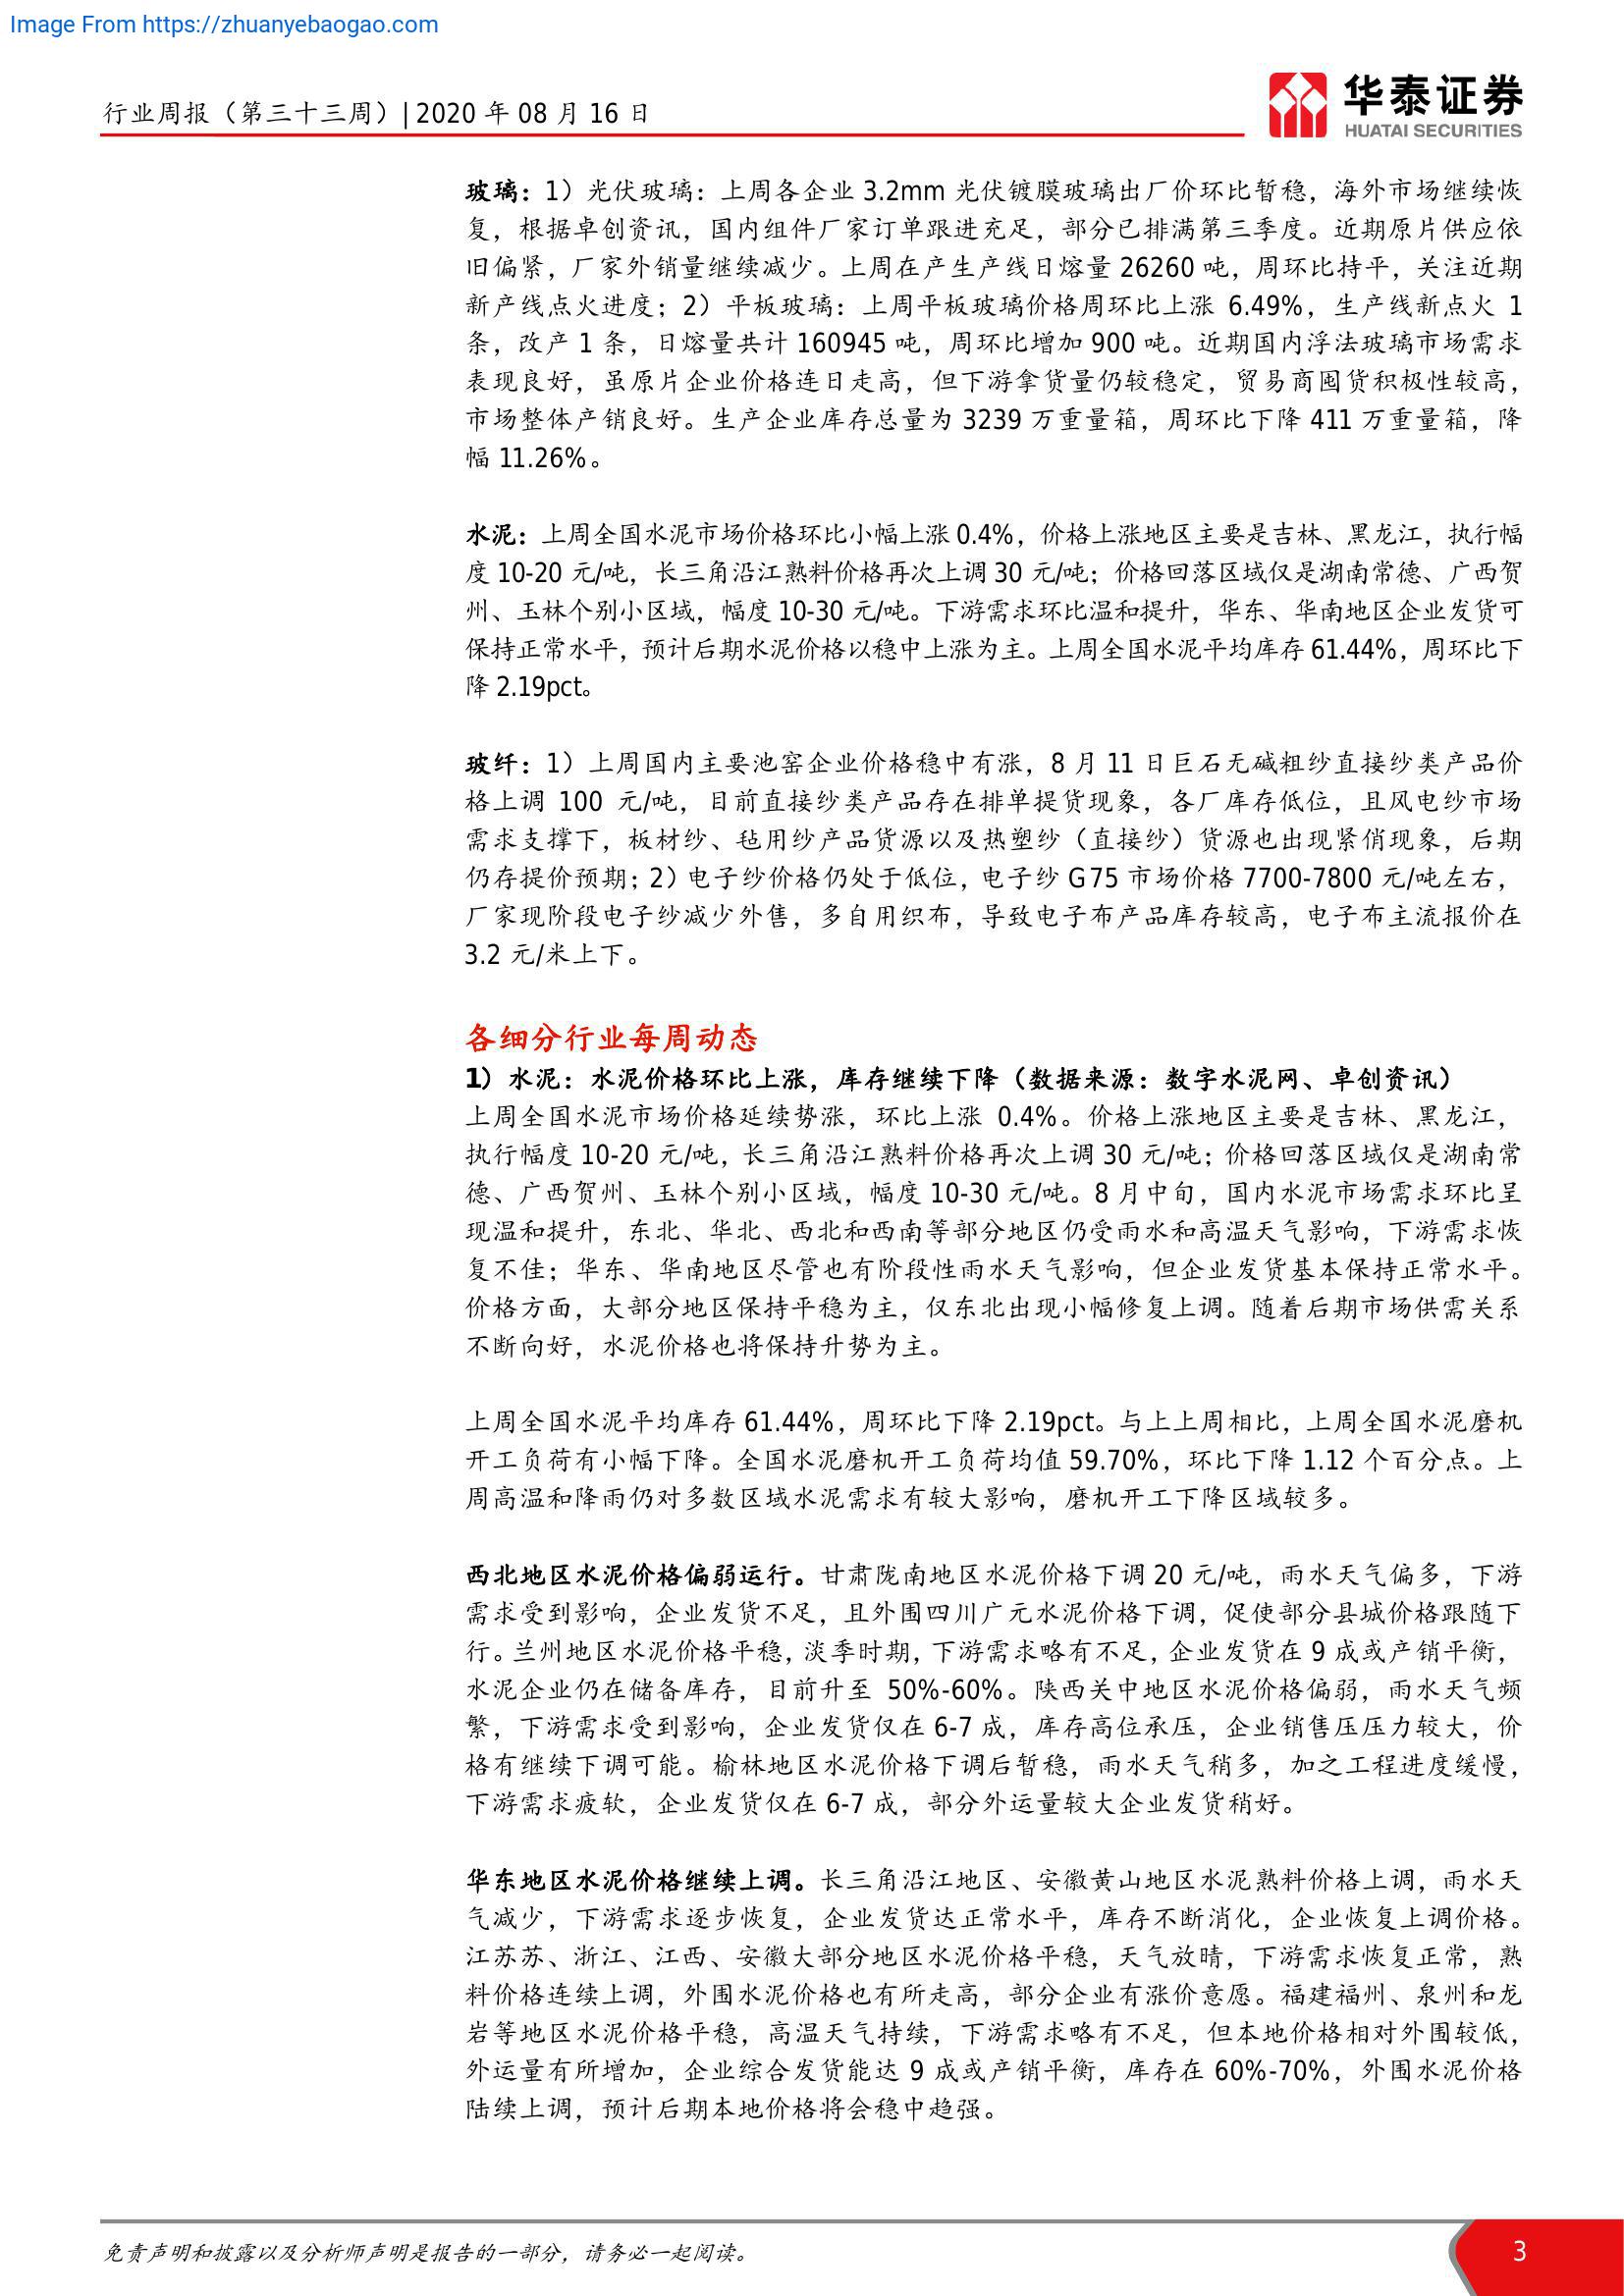 Image From https://zhuanyebaogao.com
行业周报（第三十三周）| 2020 年 08 月 16 日
华泰证券
HUATAI SECURITIES
玻璃：1）光伏玻璃：上周各企业 3.2mm 光伏镀膜玻璃出厂价环比暂稳，海外市场继续恢
复，根据卓创资讯，国内组件厂家订单跟进充足，部分已排满第三季度。近期原片供应依
旧偏紧，厂家外销量继续减少。上周在产生产线日熔量 26260 吨，周环比持平，关注近期
新产线点火进度；2）平板玻璃：上周平板玻璃价格周环比上涨 6.49%，生产线新点火 1
条，改产 1 条，日熔量共计 160945 吨，周环比增加 900 吨。近期国内浮法玻璃市场需求
表现良好，虽原片企业价格连日走高，但下游拿货量仍较稳定，贸易商囤货积极性较高，
市场整体产销良好。生产企业库存总量为 3239 万重量箱，周环比下降 411 万重量箱，降
幅 11.26%。
水泥：上周全国水泥市场价格环比小幅上涨 0.4%，价格上涨地区主要是吉林、黑龙江，执行幅
度 10-20 元/吨，长三角沿江熟料价格再次上调 30 元/吨；价格回落区域仅是湖南常德、广西贺
州、玉林个别小区域，幅度 10-30 元/吨。下游需求环比温和提升，华东、华南地区企业发货可
保持正常水平，预计后期水泥价格以稳中上涨为主。上周全国水泥平均库存 61.44%，周环比下
降 2.19pct。
玻纤：1）上周国内主要池窑企业价格稳中有涨，8 月 11 日巨石无碱粗纱直接纱类产品价
格上调 100 元/吨，目前直接纱类产品存在排单提货现象，各厂库存低位，且风电纱市场
需求支撑下，板材纱、毡用纱产品货源以及热塑纱（直接纱）货源也出现紧俏现象，后期
仍存提价预期；2）电子纱价格仍处于低位，电子纱 G75 市场价格 7700-7800 元/吨左右，
厂家现阶段电子纱减少外售，多自用织布，导致电子布产品库存较高，电子布主流报价在
3.2 元/米上下。
各细分行业每周动态
1）水泥：水泥价格环比上涨，库存继续下降（数据来源：数字水泥网、卓创资讯）
上周全国水泥市场价格延续势涨，环比上涨 0.4%。价格上涨地区主要是吉林、黑龙江，
执行幅度 10-20 元/吨，长三角沿江熟料价格再次上调 30 元/吨；价格回落区域仅是湖南常
德、广西贺州、玉林个别小区域，幅度 10-30 元/吨。8 月中旬，国内水泥市场需求环比呈
现温和提升，东北、华北、西北和西南等部分地区仍受雨水和高温天气影响，下游需求恢
复不佳；华东、华南地区尽管也有阶段性雨水天气影响，但企业发货基本保持正常水平。
价格方面，大部分地区保持平稳为主，仅东北出现小幅修复上调。随着后期市场供需关系
不断向好，水泥价格也将保持升势为主。
上周全国水泥平均库存 61.44%，周环比下降 2.19pct。与上上周相比，上周全国水泥磨机
开工负荷有小幅下降。全国水泥磨机开工负荷均值 59.70%，环比下降 1.12 个百分点。上
周高温和降雨仍对多数区域水泥需求有较大影响，磨机开工下降区域较多。
西北地区水泥价格偏弱运行。甘肃陇南地区水泥价格下调 20 元/吨，雨水天气偏多，下游
需求受到影响，企业发货不足，且外围四川广元水泥价格下调，促使部分县城价格跟随下
行。兰州地区水泥价格平稳，淡季时期，下游需求略有不足，企业发货在 9 成或产销平衡，
水泥企业仍在储备库存，目前升至 50%-60%。陕西关中地区水泥价格偏弱，雨水天气频
繁，下游需求受到影响，企业发货仅在 6-7 成，库存高位承压，企业销售压压力较大，价
格有继续下调可能。榆林地区水泥价格下调后暂稳，雨水天气稍多，加之工程进度缓慢，
下游需求疲软，企业发货仅在 6-7 成，部分外运量较大企业发货稍好。
华东地区水泥价格继续上调。长三角沿江地区、安徽黄山地区水泥熟料价格上调，雨水天
气减少，下游需求逐步恢复，企业发货达正常水平，库存不断消化，企业恢复上调价格。
江苏苏、浙江、江西、安徽大部分地区水泥价格平稳，天气放晴，下游需求恢复正常，熟
料价格连续上调，外围水泥价格也有所走高，部分企业有涨价意愿。福建福州、泉州和龙
岩等地区水泥价格平稳，高温天气持续，下游需求略有不足，但本地价格相对外围较低，
外运量有所增加，企业综合发货能达 9 成或产销平衡，库存在 60%-70%，外围水泥价格
陆续上调，预计后期本地价格将会稳中趋强。
免责声明和披露以及分析师声明是报告的一部分，请务必一起阅读。
3